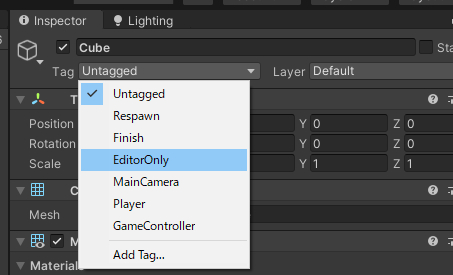 Inspector Lighting
Cube Sta
Tag Untagged Layer Default
Untagged
Respawn
Finish
EditorOnly
MainCamera
Player
GameController
Add Tag...
T
Position Y 0 Z 0
Rotation Y 0 Z 0
Scale Y 1 Z 1
C
Mesh
M
Materials